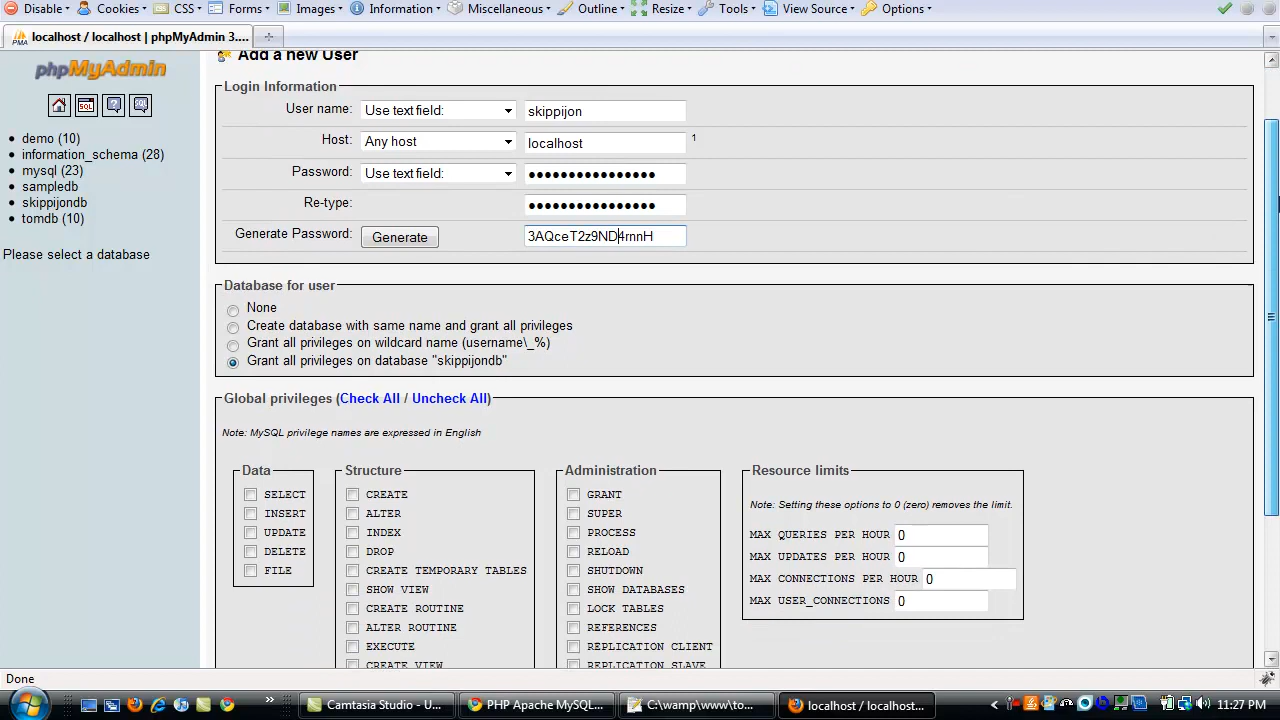 Disable Cookies CSS Forms Images Information Miscellaneous Outline Resize Tools View Source Options
PMA localhost / localhost | phpMyAdmin 3....
phpMyAdmin
SQL
demo (10)
information_schema (28)
mysql (23)
sampledb
skippijondb
tomdb (10)
Please select a database
Add a new User
Login Information
User name: Use text field: skippijon
Host: Any host localhost 1
Password: Use text field: ••••••••••••••••
Re-type: ••••••••••••••••
Generate Password: Generate 3AQceT2z9ND4rnnH
Database for user
None
Create database with same name and grant all privileges
Grant all privileges on wildcard name (username\_%)
Grant all privileges on database "skippijondb"
Global privileges (Check All / Uncheck All)
Note: MySQL privilege names are expressed in English
Data
SELECT
INSERT
UPDATE
DELETE
FILE
Structure
CREATE
ALTER
INDEX
DROP
CREATE TEMPORARY TABLES
SHOW VIEW
CREATE ROUTINE
ALTER ROUTINE
EXECUTE
CREATE VIEW
Administration
GRANT
SUPER
PROCESS
RELOAD
SHUTDOWN
SHOW DATABASES
LOCK TABLES
REFERENCES
REPLICATION CLIENT
REPLICATION SLAVE
Resource limits
Note: Setting these options to 0 (zero) removes the limit.
MAX QUERIES PER HOUR 0
MAX UPDATES PER HOUR 0
MAX CONNECTIONS PER HOUR 0
MAX USER_CONNECTIONS 0
Done
Camtasia Studio - U... PHP Apache MySQL... C:\wamp\www\to... localhost / localhost... 11:27 PM